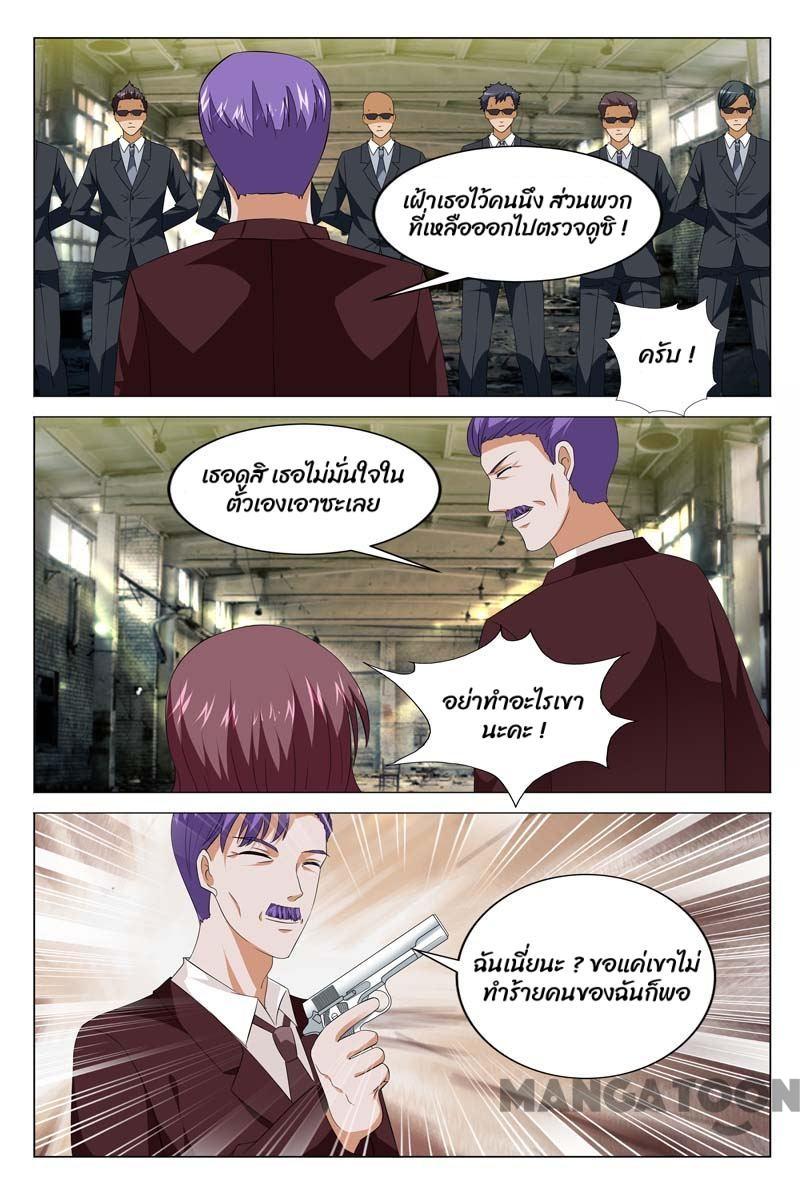 เฝ้าเธอไว้คนนึง ส่วนพวก
ที่เหลือออกไปตรวจดูซิ !
ครับ !
เธอดูสิ เธอไม่มั่นใจใน
ตัวเองเอาซะเลย
อย่าทำอะไรเขา
นะคะ !
ฉันเนี่ยนะ ? ขอแค่เขาไม่
ทำร้ายคนของฉันก็พอ
MANGATOON